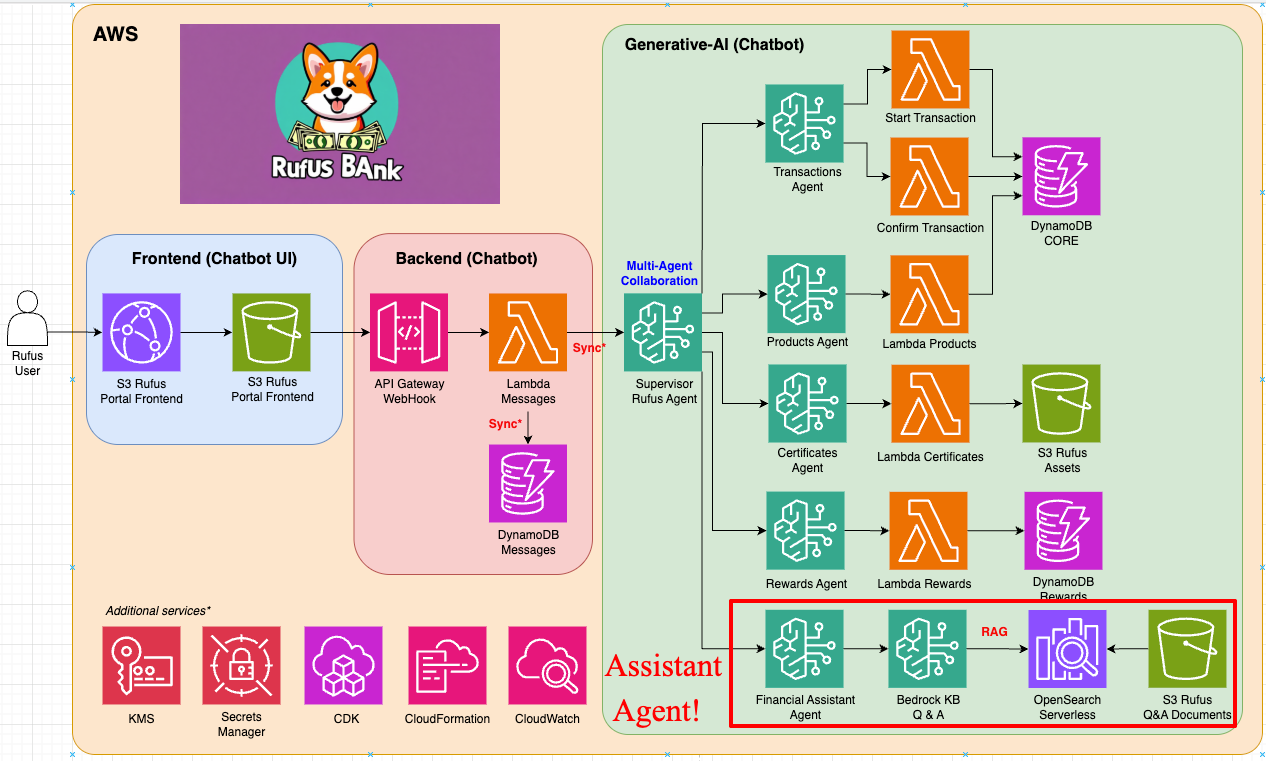 AWS
Rufus BAnk
Generative-AI (Chatbot)
Start Transaction
Transactions
Agent
Confirm Transaction
DynamoDB
CORE
Frontend (Chatbot UI)
Backend (Chatbot)
Multi-Agent
Collaboration
Rufus
User
S3 Rufus
Portal Frontend
S3 Rufus
Portal Frontend
API Gateway
WebHook
Lambda
Messages
Sync*
Sync*
DynamoDB
Messages
Supervisor
Rufus Agent
Products Agent
Lambda Products
Certificates
Agent
Lambda Certificates
S3 Rufus
Assets
Rewards Agent
Lambda Rewards
DynamoDB
Rewards
Additional services*
KMS
Secrets
Manager
CDK
CloudFormation
CloudWatch
Assistant
Agent!
Financial Assistant
Agent
Bedrock KB
Q & A
RAG
OpenSearch
Serverless
S3 Rufus
Q&A Documents